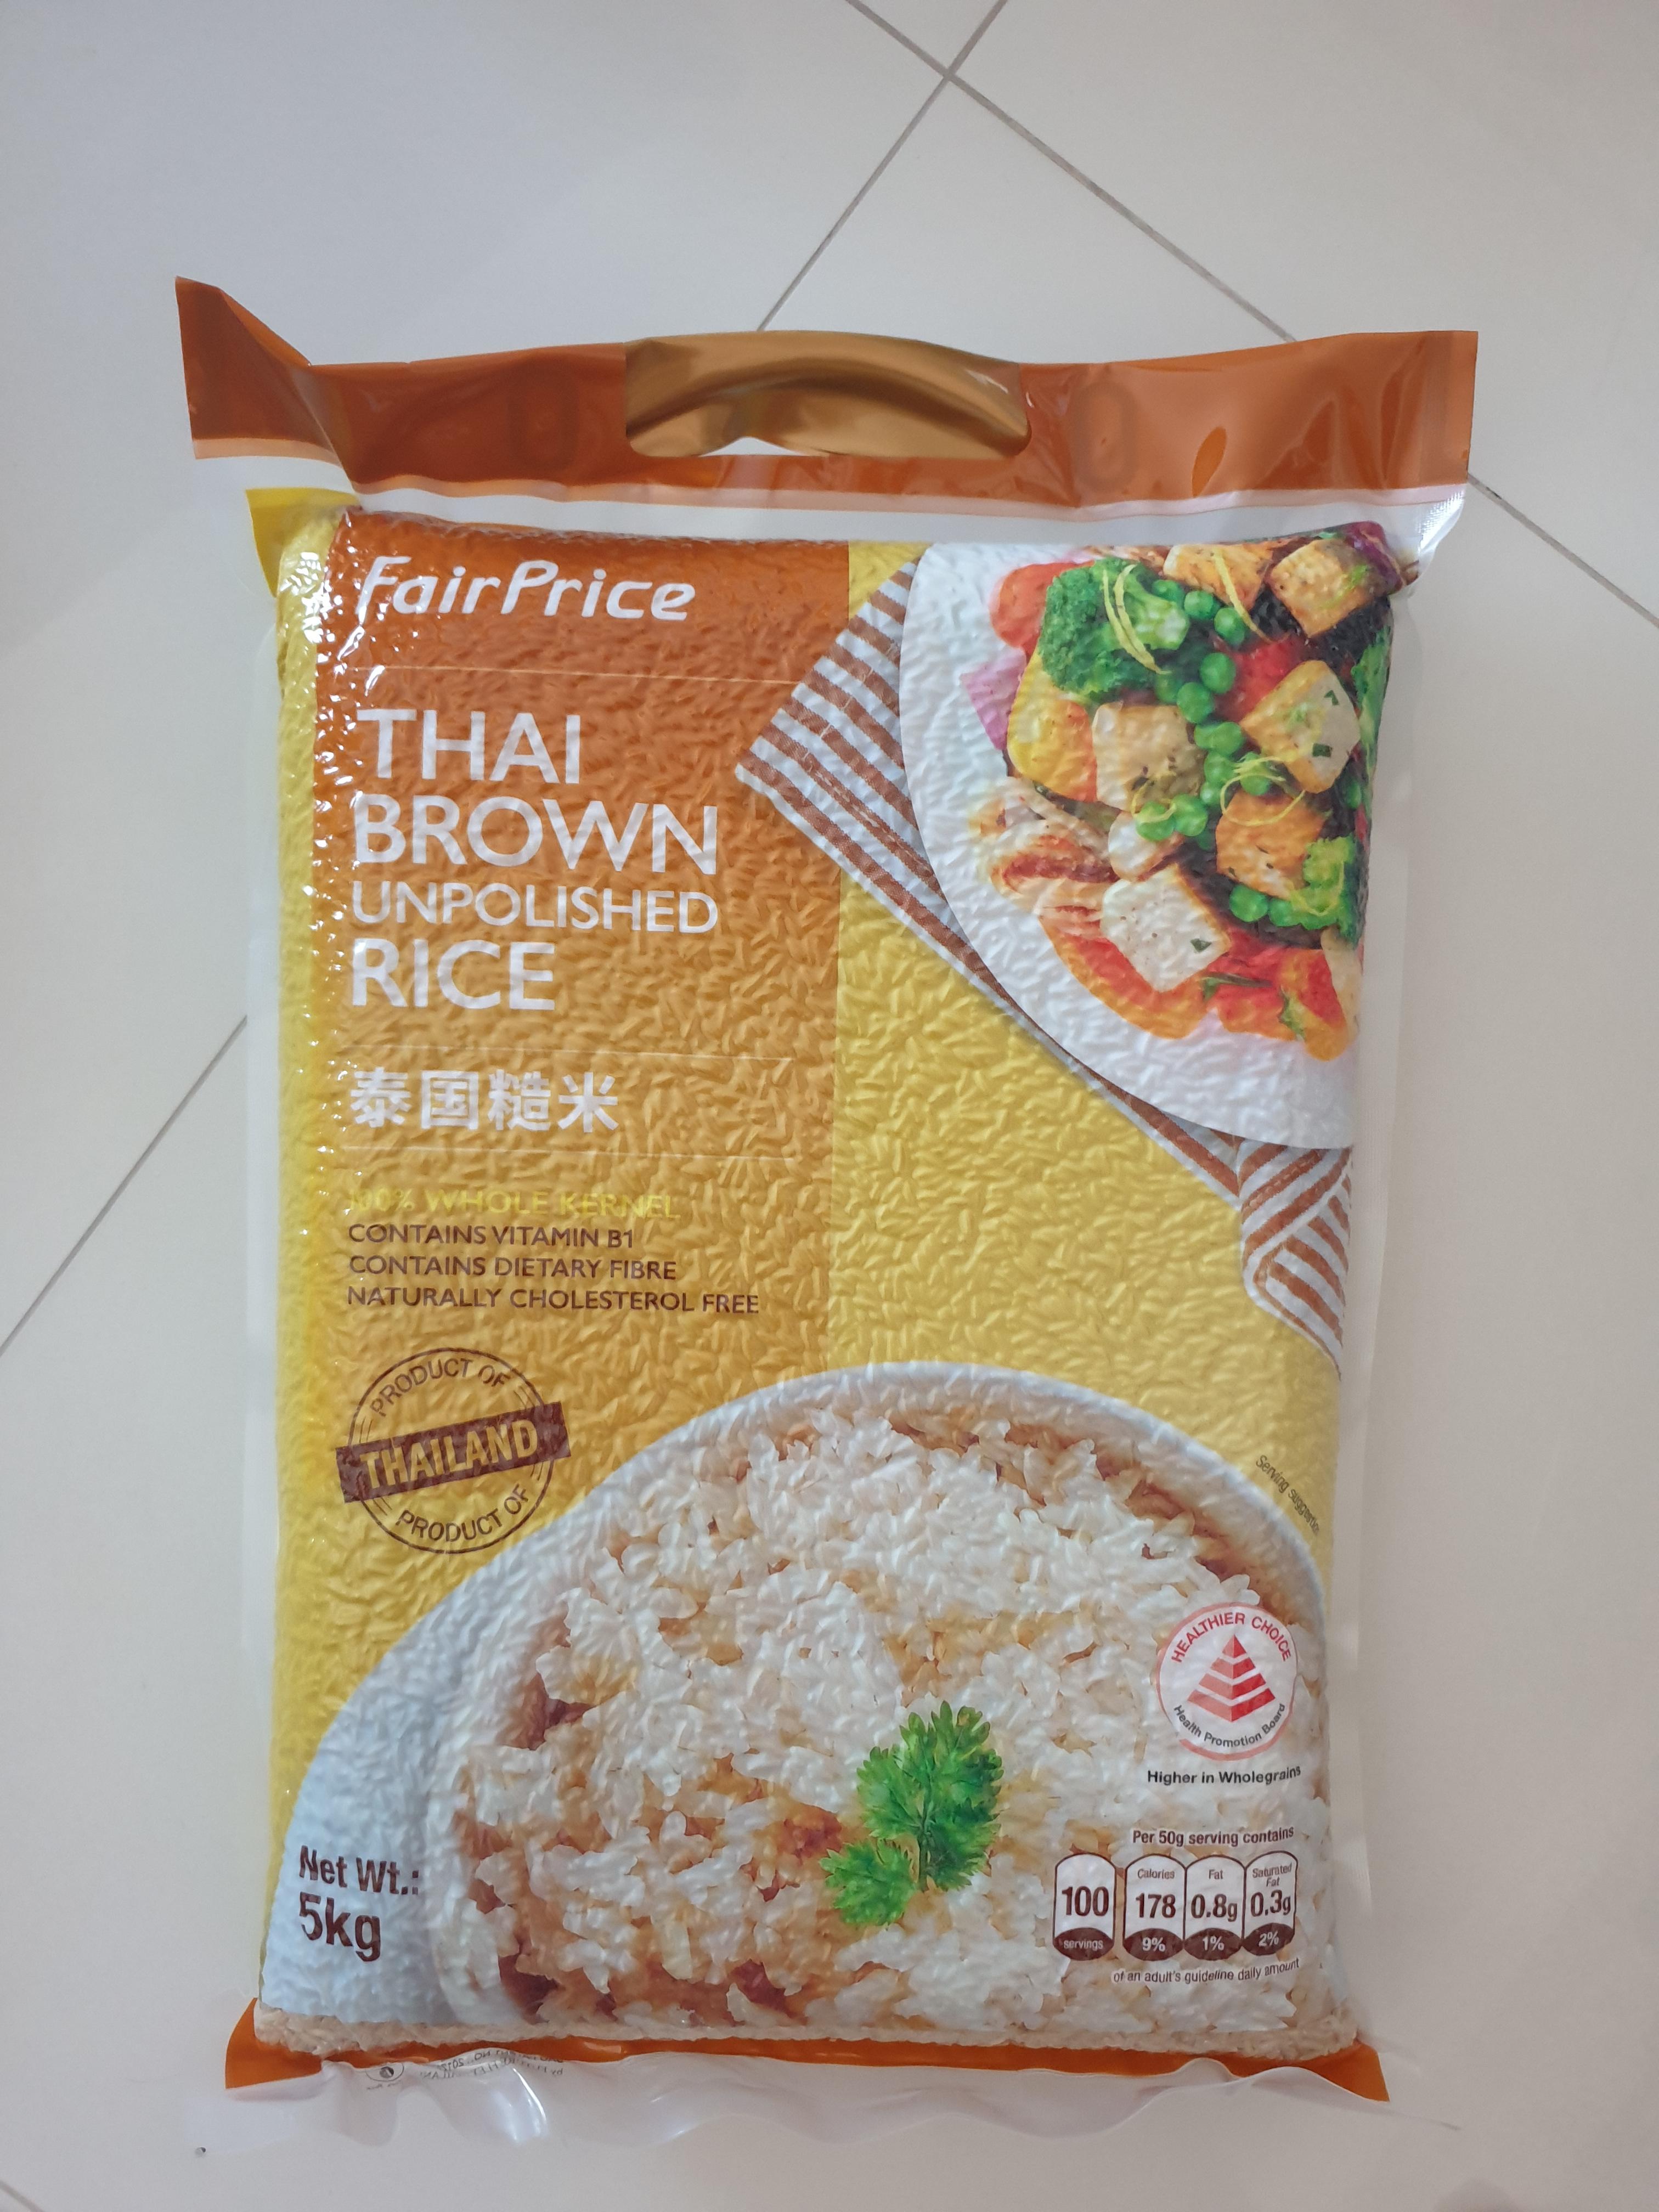 FairPrice
THAI
BROWN
UNPOLISHED
RICE
泰国糙米
100% WHOLE KERNEL
CONTAINS VITAMIN B1
CONTAINS DIETARY FIBRE
NATURALLY CHOLESTEROL FREE
PRODUCT OF
THAILAND
PRODUCT OF
Serving suggestion
HEALTHIER CHOICE
Health Promotion Board
Higher in Wholegrains
Net Wt.:
5kg
Per 50g serving contains
100 servings
Calories 178 9%
Fat 0.8g 1%
Saturated Fat 0.3g 2%
of an adult's guideline daily amount